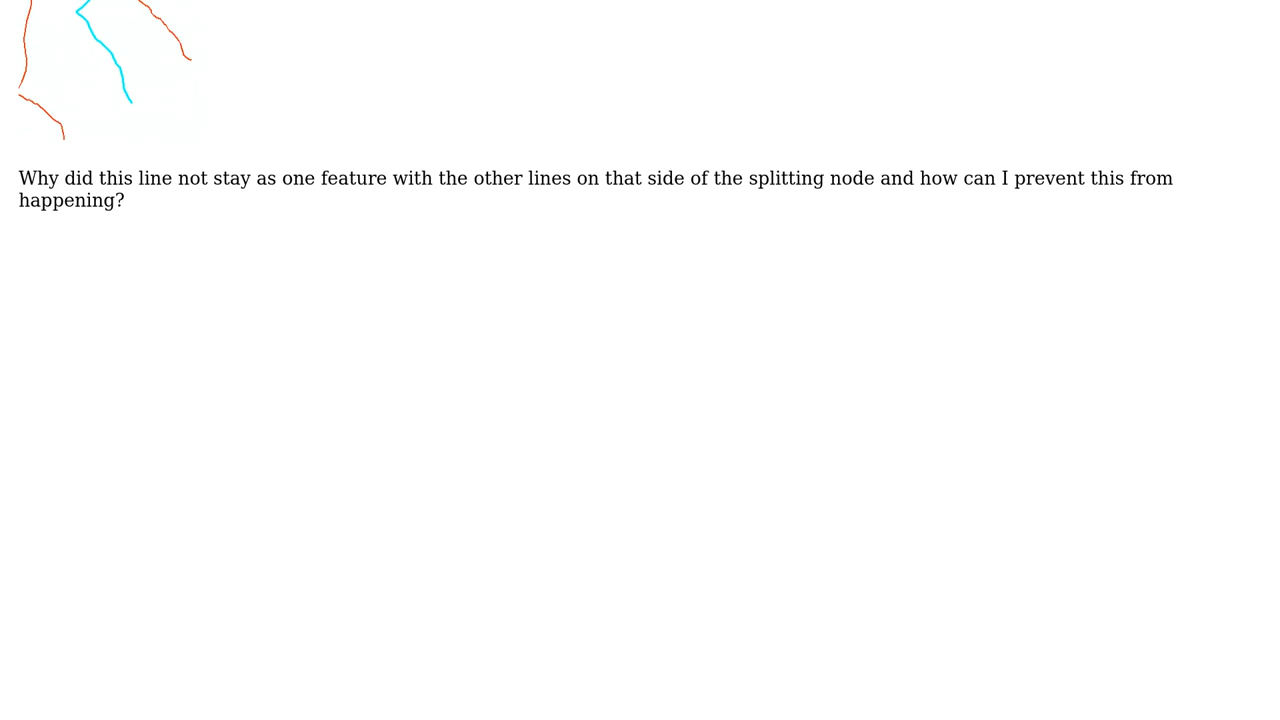 Why did this line not stay as one feature with the other lines on that side of the splitting node and how can I prevent this from
happening?